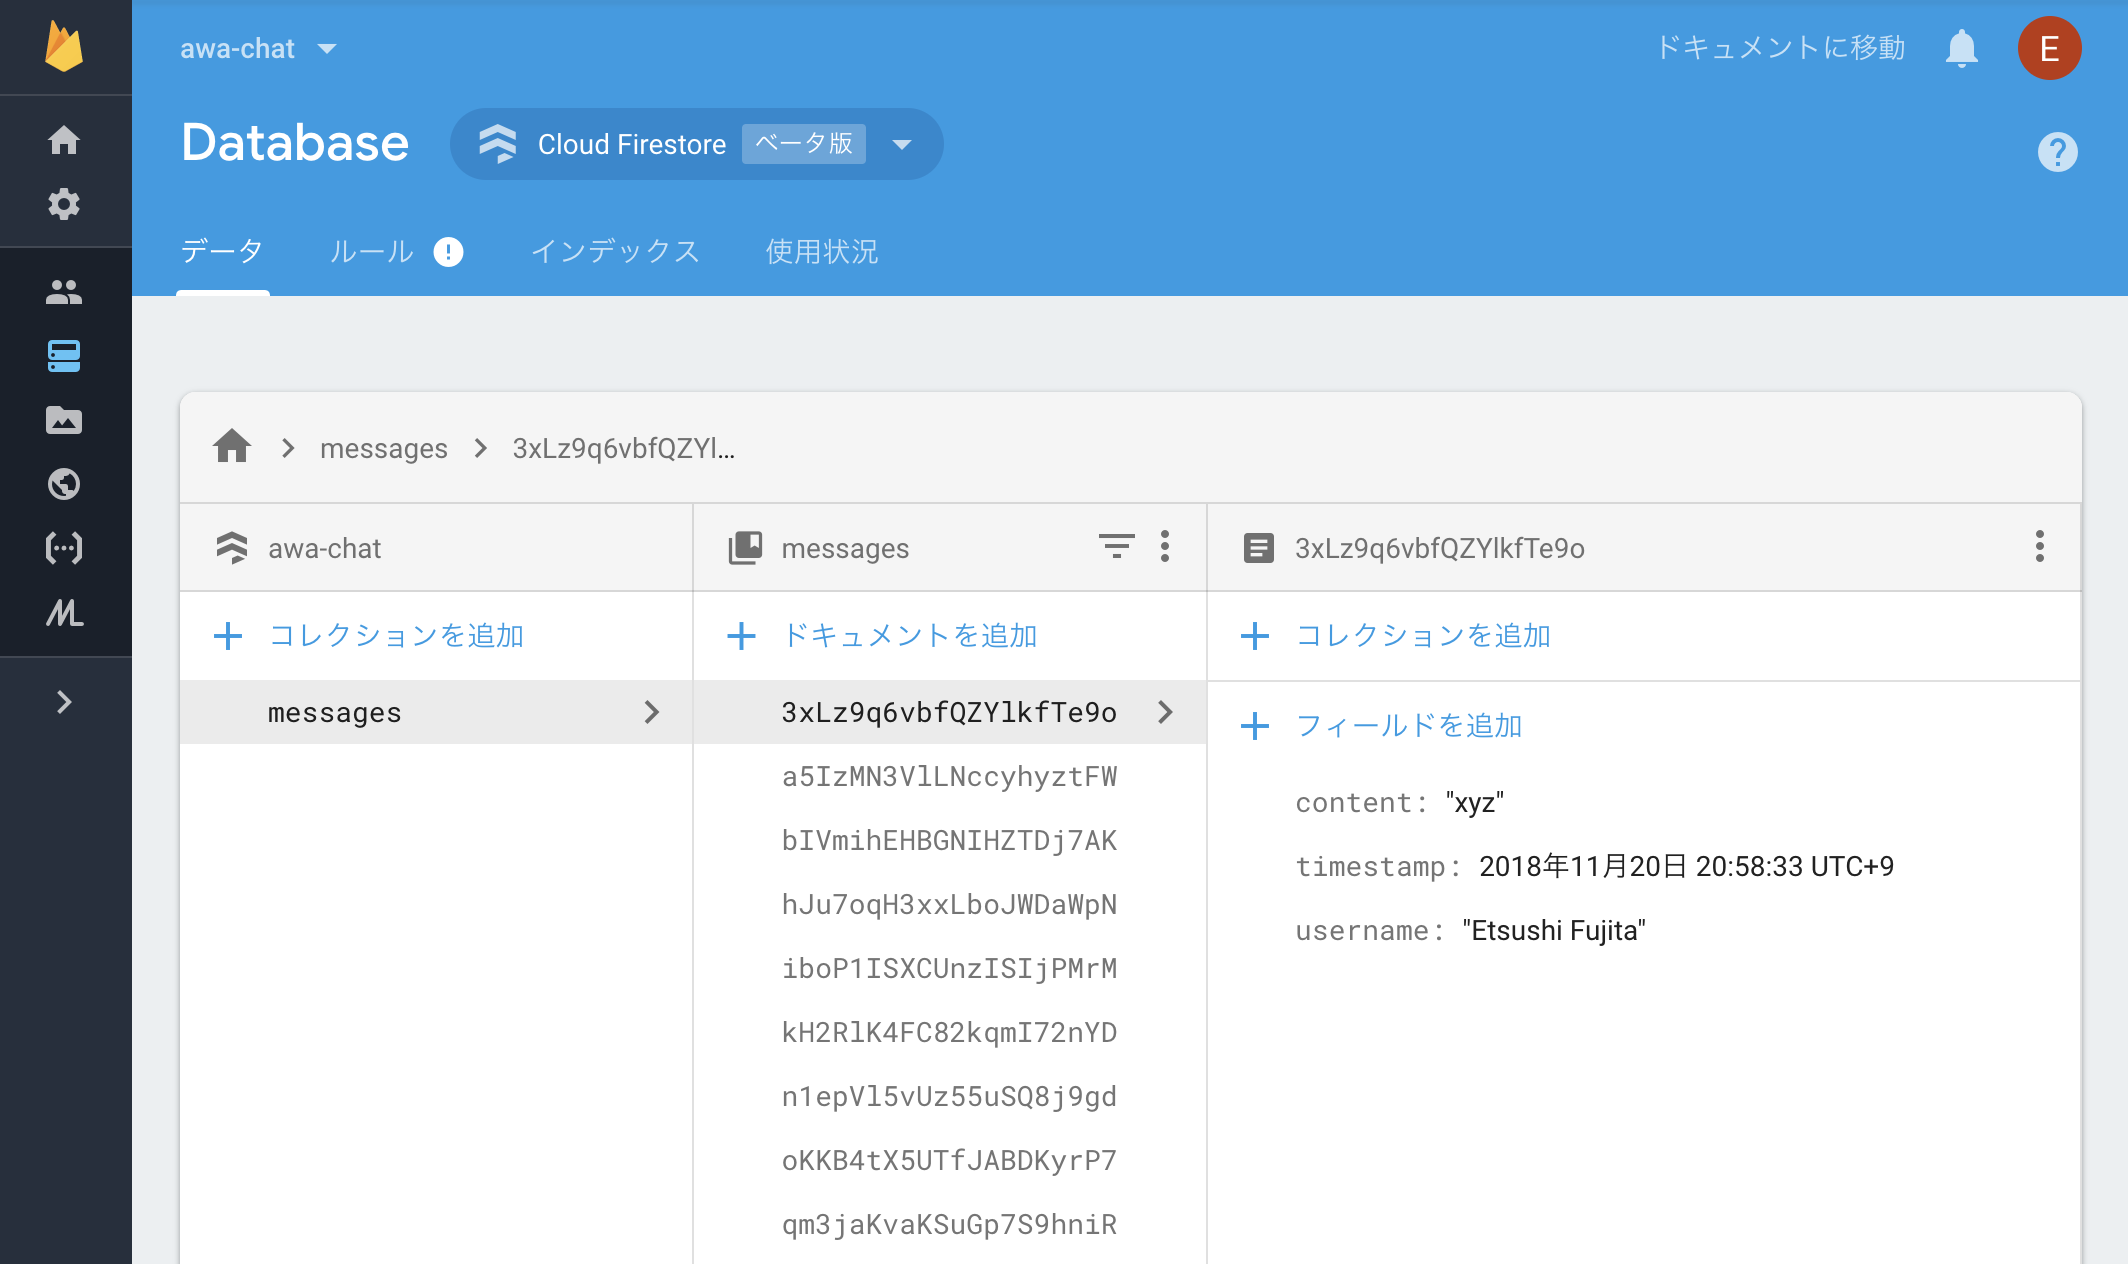 awa-chat
ドキュメントに移動
E
Database
Cloud Firestore
ベータ版
データ
ルール
インデックス
使用状況
messages
3xLz9q6vbfQZYl...
awa-chat
messages
3xLz9q6vbfQZYlkfTe9o
コレクションを追加
ドキュメントを追加
コレクションを追加
messages
3xLz9q6vbfQZYlkfTe9o
a5IzMN3VlLNccyhyztFW
bIVmihEHBGNIHZTDj7AK
hJu7oqH3xxLboJWDaWpN
iboP1ISXCUnzISIjPMrM
kH2RlK4FC82kqmI72nYD
n1epVl5vUz55uSQ8j9gd
oKKB4tX5UTfJABDKyrP7
qm3jaKvaKSuGp7S9hniR
フィールドを追加
content: "xyz"
timestamp: 2018年11月20日 20:58:33 UTC+9
username: "Etsushi Fujita"